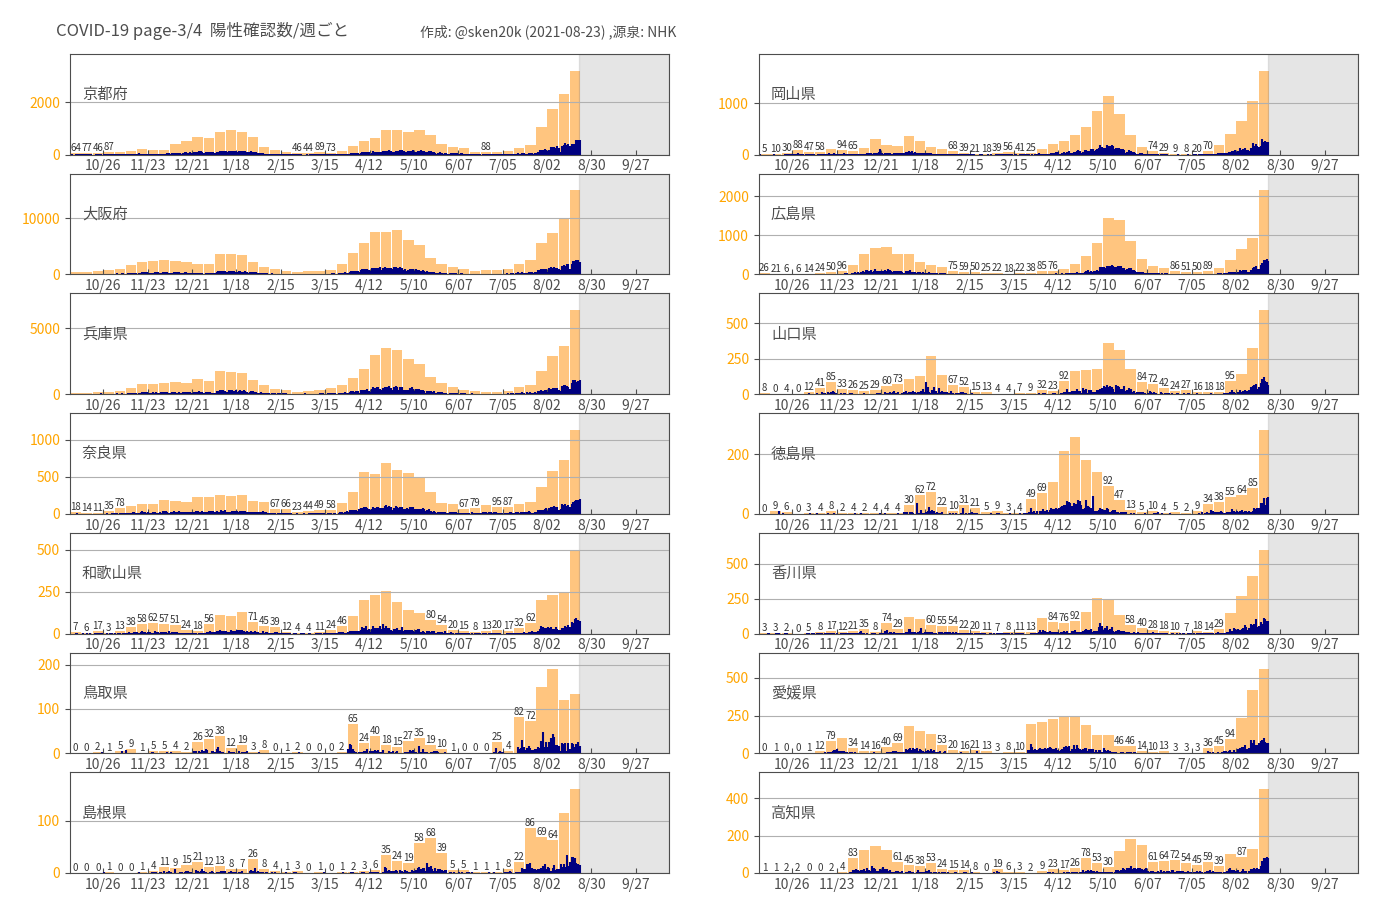 COVID-19 page-3/4 陽性確認数/週ごと
作成: @sken20k (2021-08-23) ,源泉: NHK
京都府
2000
0
64 77 46 87 46 44 89 73 88
10/26 11/23 12/21 1/18 2/15 3/15 4/12 5/10 6/07 7/05 8/02 8/30 9/27
大阪府
10000
0
10/26 11/23 12/21 1/18 2/15 3/15 4/12 5/10 6/07 7/05 8/02 8/30 9/27
兵庫県
5000
0
10/26 11/23 12/21 1/18 2/15 3/15 4/12 5/10 6/07 7/05 8/02 8/30 9/27
奈良県
1000
500
0
18 14 11 35 78 67 66 23 44 49 58 67 79 95 87
10/26 11/23 12/21 1/18 2/15 3/15 4/12 5/10 6/07 7/05 8/02 8/30 9/27
和歌山県
500
250
0
7 6 17 3 13 38 58 62 57 51 24 18 56 71 45 39 12 4 4 11 24 46 80 54 20 15 8 13 20 17 32 62
10/26 11/23 12/21 1/18 2/15 3/15 4/12 5/10 6/07 7/05 8/02 8/30 9/27
鳥取県
200
100
0
0 0 2 1 5 9 1 5 5 4 2 26 32 38 12 19 3 8 0 1 2 0 0 0 2 65 24 40 18 15 27 35 19 10 1 0 0 0 25 4 82 72
10/26 11/23 12/21 1/18 2/15 3/15 4/12 5/10 6/07 7/05 8/02 8/30 9/27
島根県
100
0
0 0 0 1 0 0 1 4 11 9 15 21 12 13 8 7 26 8 4 1 3 0 1 0 1 2 3 6 35 24 19 58 68 39 5 5 1 1 1 8 22 86 69 64
10/26 11/23 12/21 1/18 2/15 3/15 4/12 5/10 6/07 7/05 8/02 8/30 9/27
岡山県
1000
0
5 10 30 88 47 58 94 65 68 39 21 18 39 56 41 25 74 29 9 8 20 70
10/26 11/23 12/21 1/18 2/15 3/15 4/12 5/10 6/07 7/05 8/02 8/30 9/27
広島県
2000
1000
0
26 21 6 6 14 24 50 96 75 59 50 25 22 18 22 38 85 76 86 51 50 89
10/26 11/23 12/21 1/18 2/15 3/15 4/12 5/10 6/07 7/05 8/02 8/30 9/27
山口県
500
250
0
8 0 4 0 12 41 85 33 26 25 29 60 73 67 52 15 13 4 4 7 9 32 23 92 84 72 42 24 27 16 18 18 95
10/26 11/23 12/21 1/18 2/15 3/15 4/12 5/10 6/07 7/05 8/02 8/30 9/27
徳島県
200
0
0 9 6 0 3 4 8 2 4 2 4 4 4 30 62 72 22 10 31 21 5 9 3 4 49 69 92 47 13 5 10 4 5 2 9 34 38 55 64 85
10/26 11/23 12/21 1/18 2/15 3/15 4/12 5/10 6/07 7/05 8/02 8/30 9/27
香川県
500
250
0
3 3 2 0 5 8 17 12 21 35 8 74 29 60 55 54 22 20 11 7 8 11 13 84 76 92 58 40 28 18 10 7 18 14 29
10/26 11/23 12/21 1/18 2/15 3/15 4/12 5/10 6/07 7/05 8/02 8/30 9/27
愛媛県
500
250
0
0 1 0 0 1 12 79 34 14 16 40 69 53 20 16 21 13 3 8 10 46 46 14 10 13 3 3 3 36 45 94
10/26 11/23 12/21 1/18 2/15 3/15 4/12 5/10 6/07 7/05 8/02 8/30 9/27
高知県
400
200
0
1 1 2 2 0 0 2 4 83 61 45 38 53 24 15 14 8 0 19 6 3 2 9 23 17 26 78 53 30 61 64 72 54 45 59 39 87
10/26 11/23 12/21 1/18 2/15 3/15 4/12 5/10 6/07 7/05 8/02 8/30 9/27